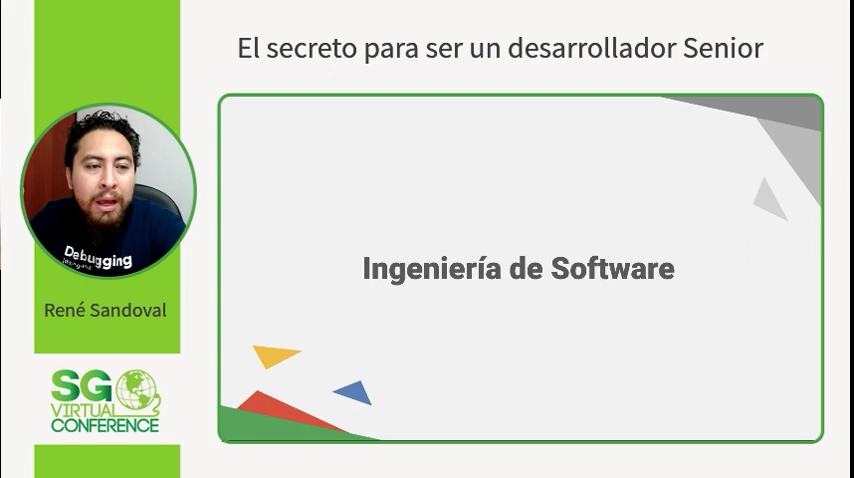 El secreto para ser un desarrollador Senior
Debugging
René Sandoval
SG
VIRTUAL
CONFERENCE
Ingeniería de Software